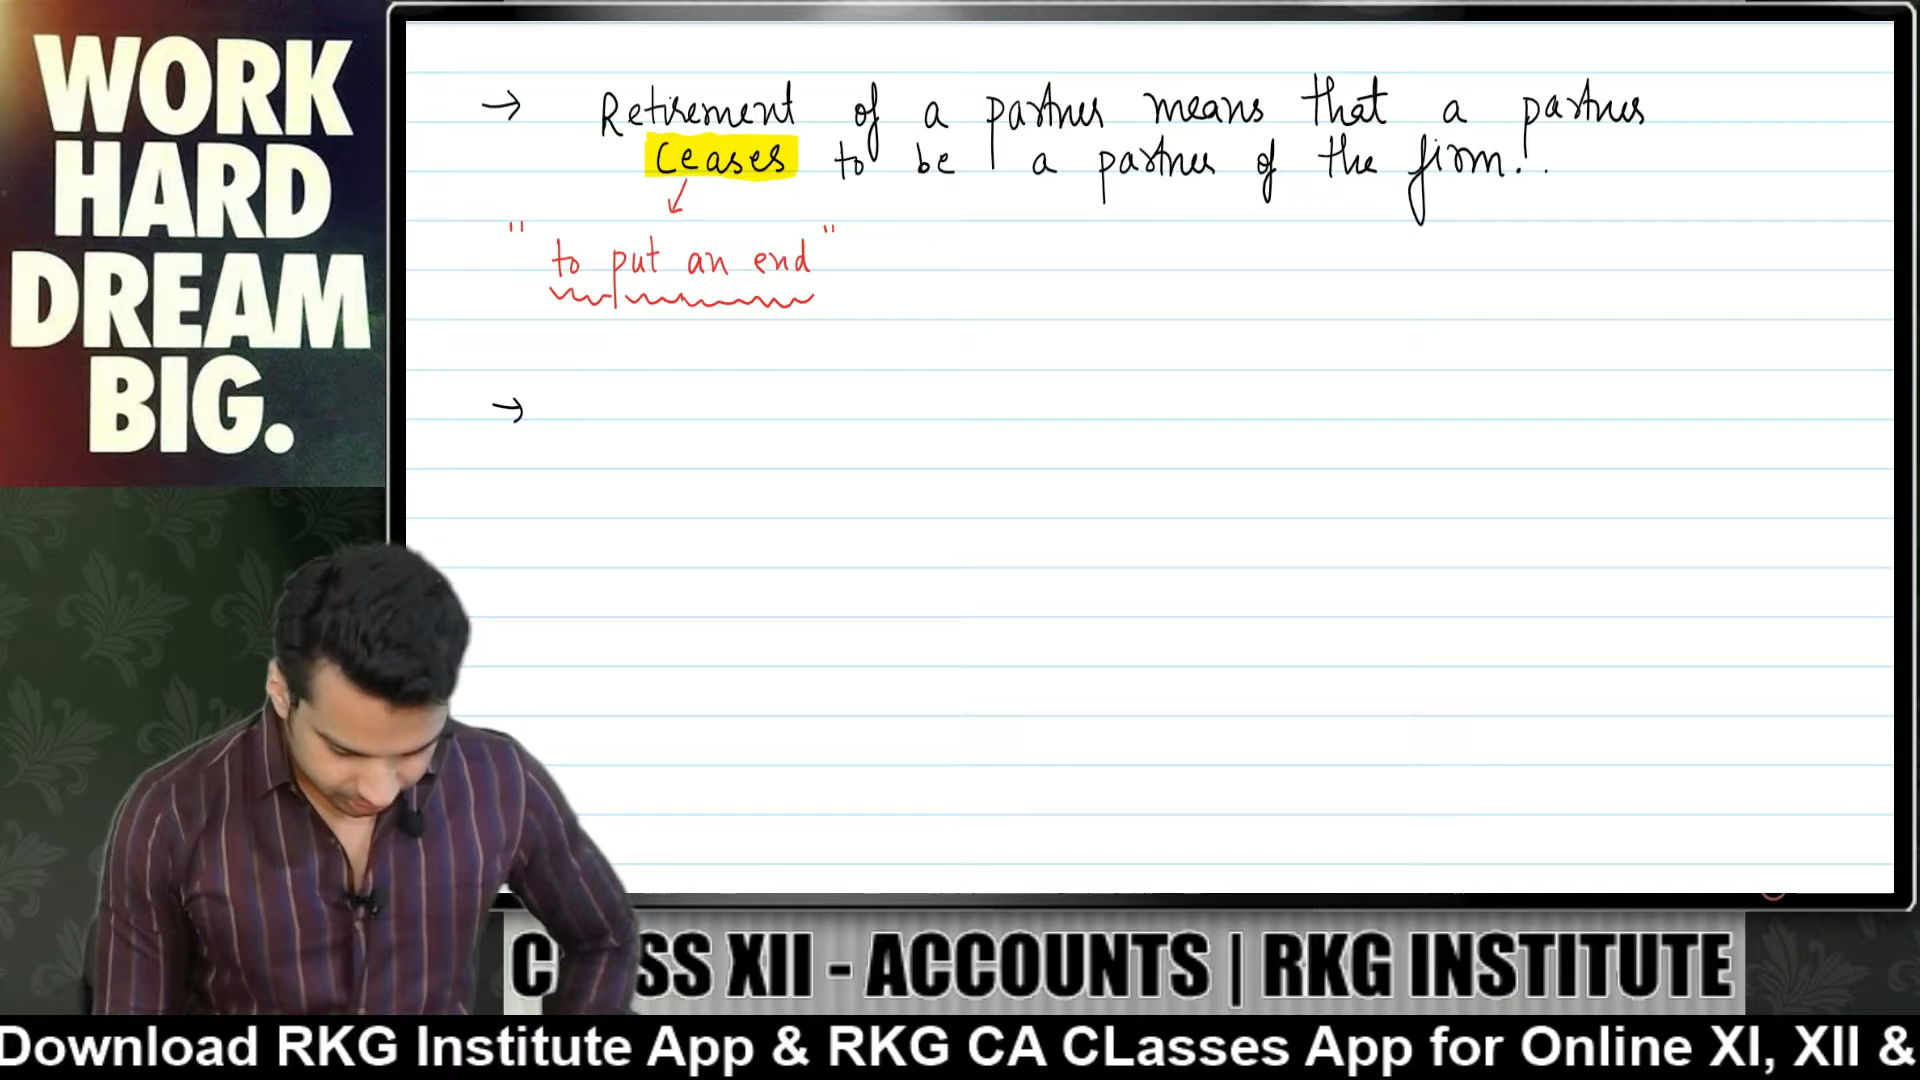 WORK
HARD
DREAM
BIG.
→ Retirement of a partner means that a partner
ceases to be a partner of the firm..
" to put an end "
→
C SS XII - ACCOUNTS | RKG INSTITUTE
Download RKG Institute App & RKG CA CLasses App for Online XI, XII &